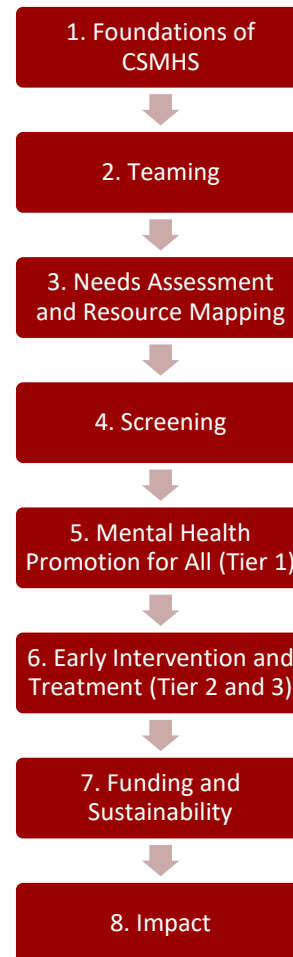 1. Foundations of
CSMHS
2. Teaming
3. Needs Assessment
and Resource Mapping
4. Screening
5. Mental Health
Promotion for All (Tier 1)
6. Early Intervention and
Treatment (Tier 2 and 3)
7. Funding and
Sustainability
8. Impact